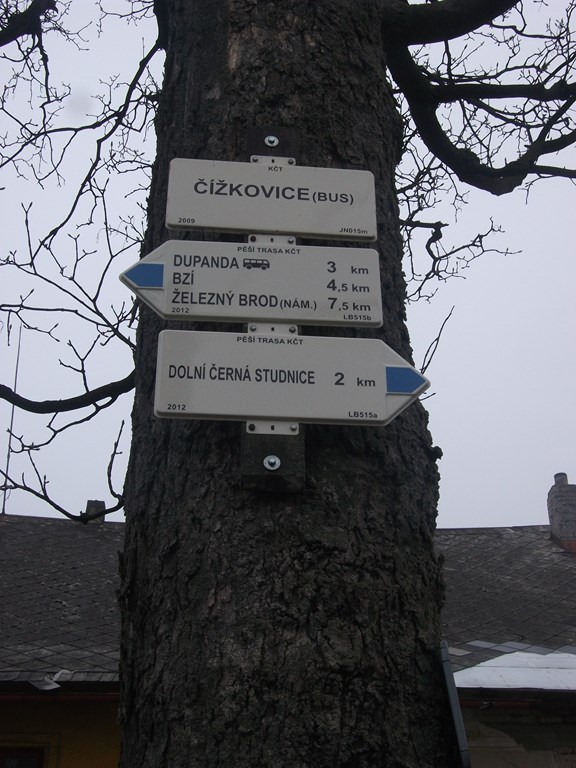 KČT
ČÍŽKOVICE (BUS)
2009 JN015m
PĚŠÍ TRASA KČT
DUPANDA 3 km
BZÍ 4,5 km
ŽELEZNÝ BROD (NÁM.) 7,5 km
2012 LB515b
PĚŠÍ TRASA KČT
DOLNÍ ČERNÁ STUDNICE 2 km
2012 LB515a